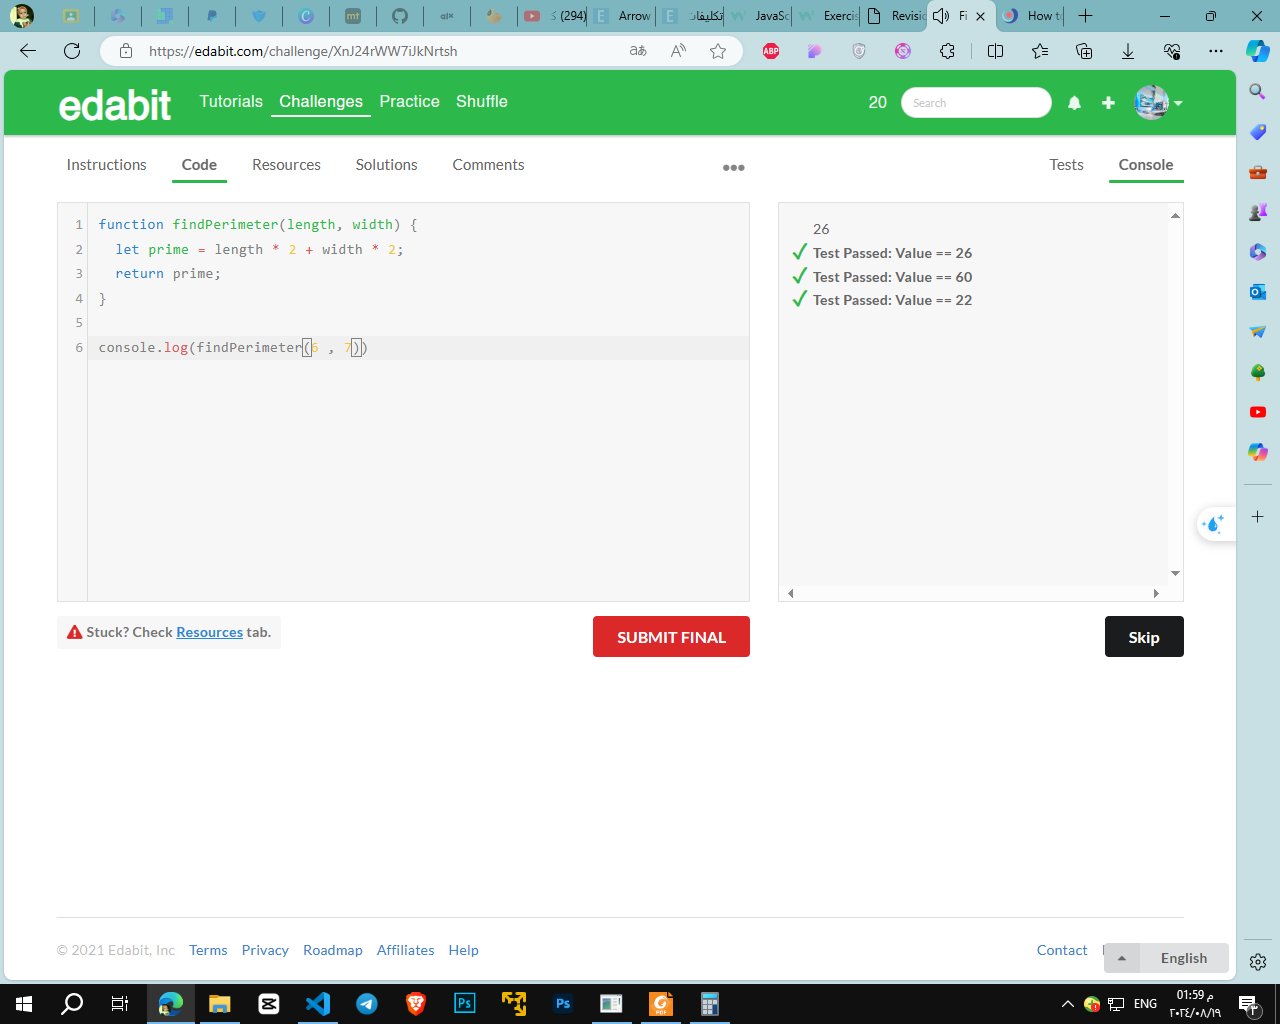 (294)
Arrow
تكليفات
JavaSc
Exercis
Revisic
Fi
How to
https://edabit.com/challenge/XnJ24rWW7iJkNrtsh
ABP
edabit
Tutorials Challenges Practice Shuffle
20
Search
Instructions Code Resources Solutions Comments
Tests Console
1 function findPerimeter(length, width) {
2 let prime = length * 2 + width * 2;
3 return prime;
4 }
5
6 console.log(findPerimeter(6 , 7))
26
Test Passed: Value == 26
Test Passed: Value == 60
Test Passed: Value == 22
Stuck? Check Resources tab.
SUBMIT FINAL
Skip
© 2021 Edabit, Inc Terms Privacy Roadmap Affiliates Help
Contact
English
ENG
01:59 م
٢٠٢٤/٠٨/١٩